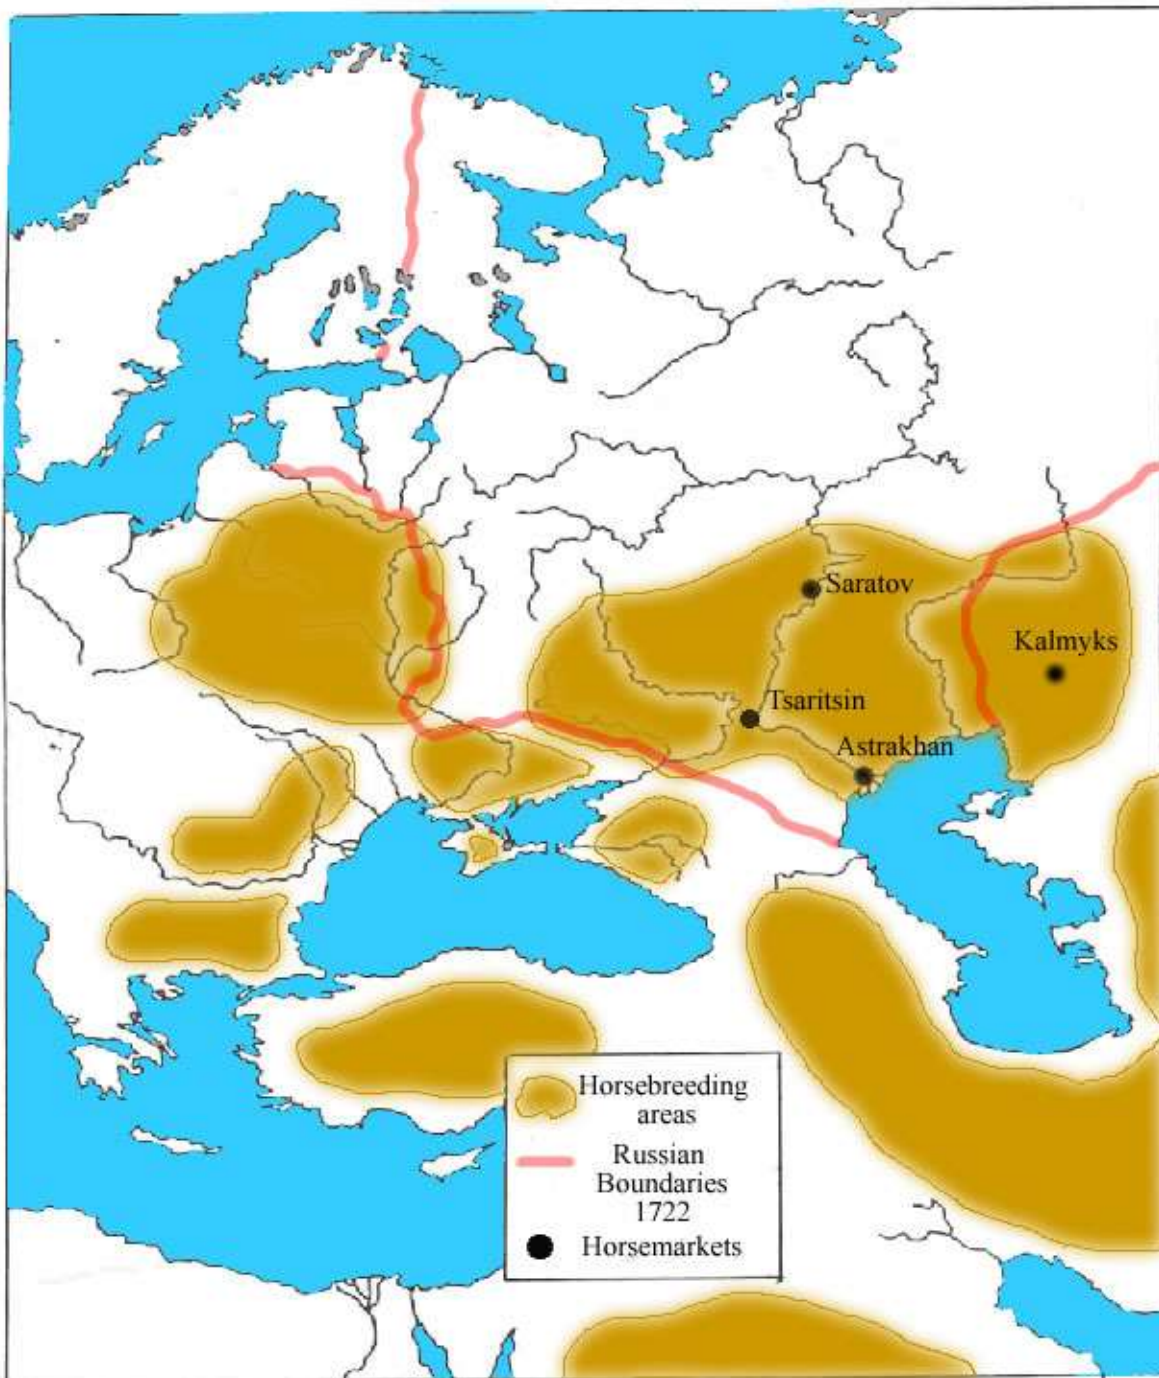 Saratov
Kalmyks
Tsaritsin
Astrakhan
Horsebreeding
areas
Russian
Boundaries
1722
Horsemarkets